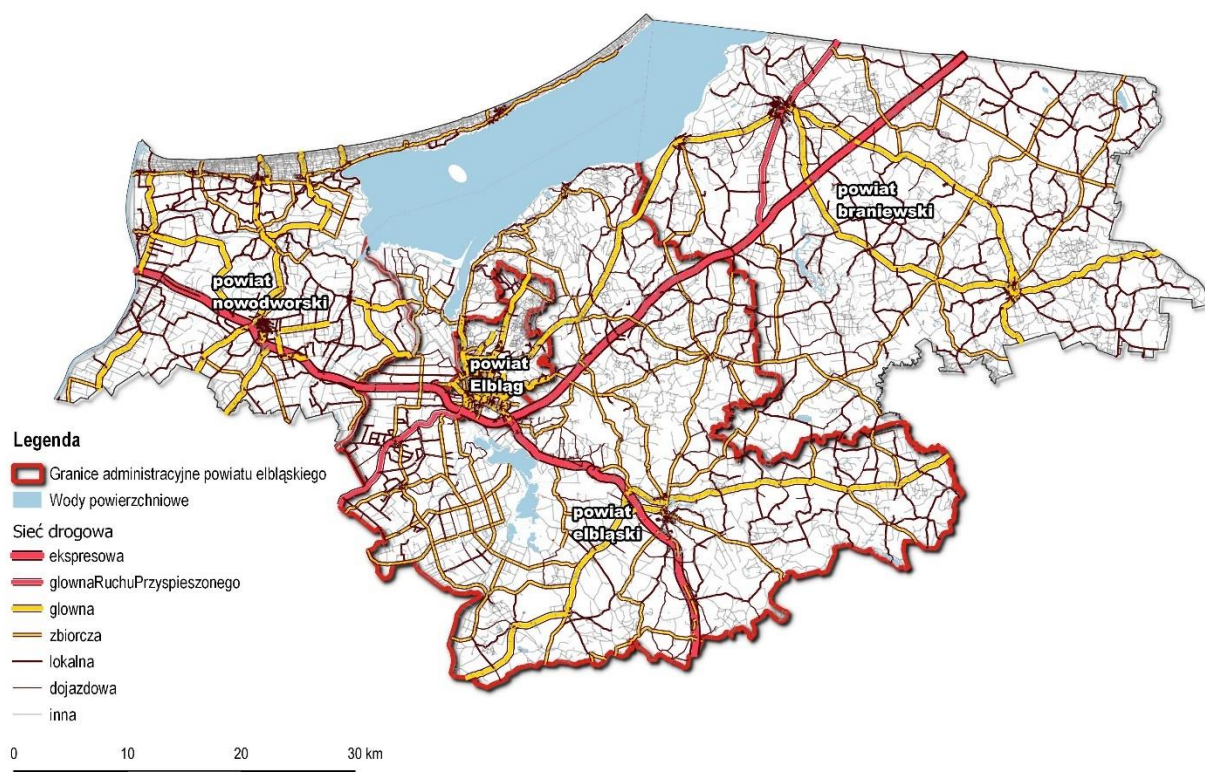 powiat
braniewski
powiat
nowodworski
powiat
Elbląg
powiat
elbląski
Legenda
Granice administracyjne powiatu elbląskiego
Wody powierzchniowe
Sieć drogowa
ekspresowa
glownaRuchuPrzyspieszonego
glowna
zbiorcza
lokalna
dojazdowa
inna
0 10 20 30 km